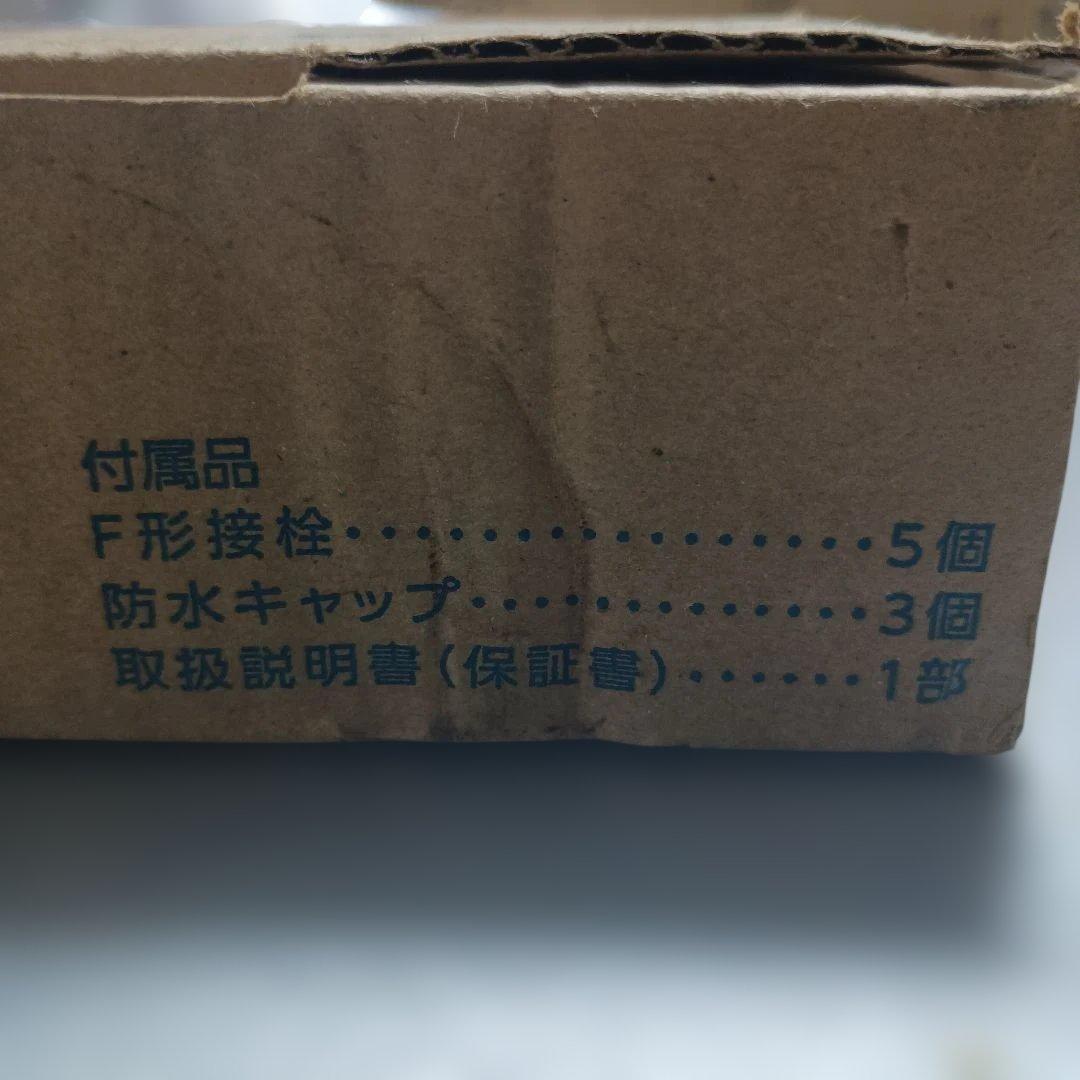 付属品
F形接栓・・・・・・・・・・・・・・・・・・5個
防水キャップ・・・・・・・・・・・・・・3個
取扱説明書(保証書)・・・・・・1部